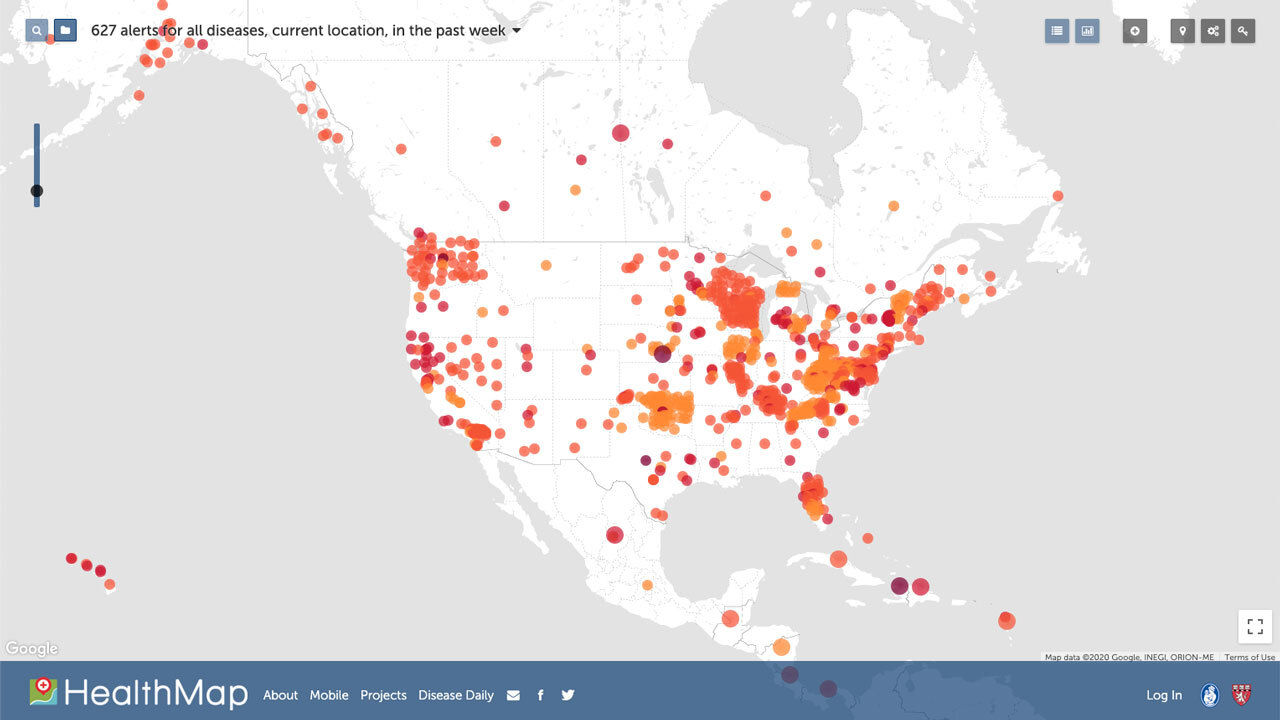 627 alerts for all diseases, current location, in the past week
Google
Map data ©2020 Google, INEGI, ORION-ME Terms of Use
HealthMap About Mobile Projects Disease Daily Log In